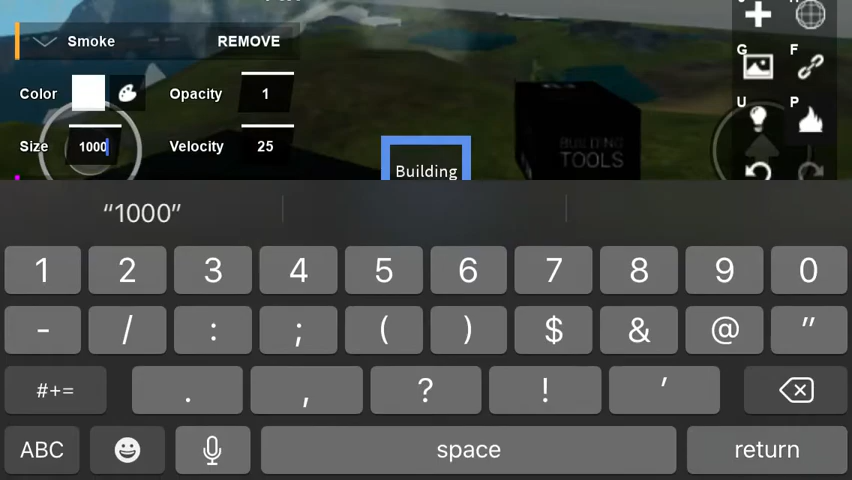 Smoke REMOVE
Color Opacity 1
Size 1000 Velocity 25
G F
U P
BUILDING
TOOLS
Building
“1000”
1 2 3 4 5 6 7 8 9 0
- / : ; ( ) $ & @ "
#+= . , ? ! '
ABC space return